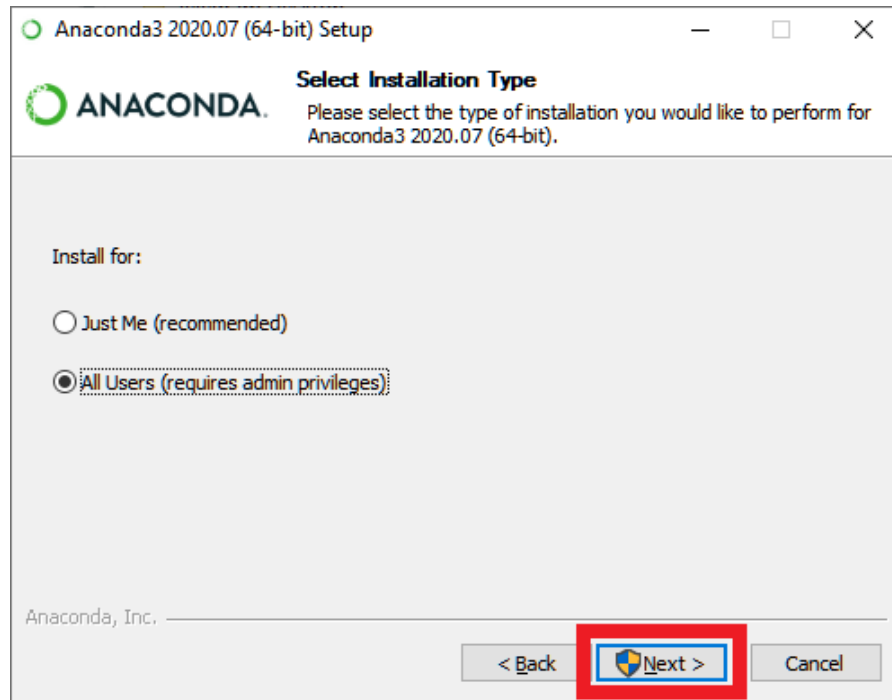 Anaconda3 2020.07 (64-bit) Setup
ANACONDA.
Select Installation Type
Please select the type of installation you would like to perform for
Anaconda3 2020.07 (64-bit).
Install for:
Just Me (recommended)
All Users (requires admin privileges)
Anaconda, Inc.
< Back
Next >
Cancel